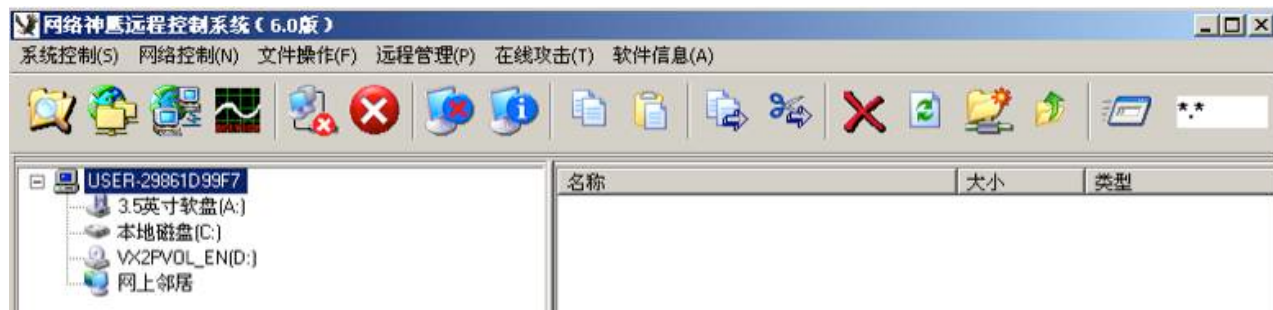 网络神鹰远程控制系统（6.0版）
系统控制(S) 网络控制(N) 文件操作(F) 远程管理(P) 在线攻击(T) 软件信息(A)
*.*
USER-29861D99F7
3.5英寸软盘(A:)
本地磁盘(C:)
VX2PVOL_EN(D:)
网上邻居
名称 大小 类型